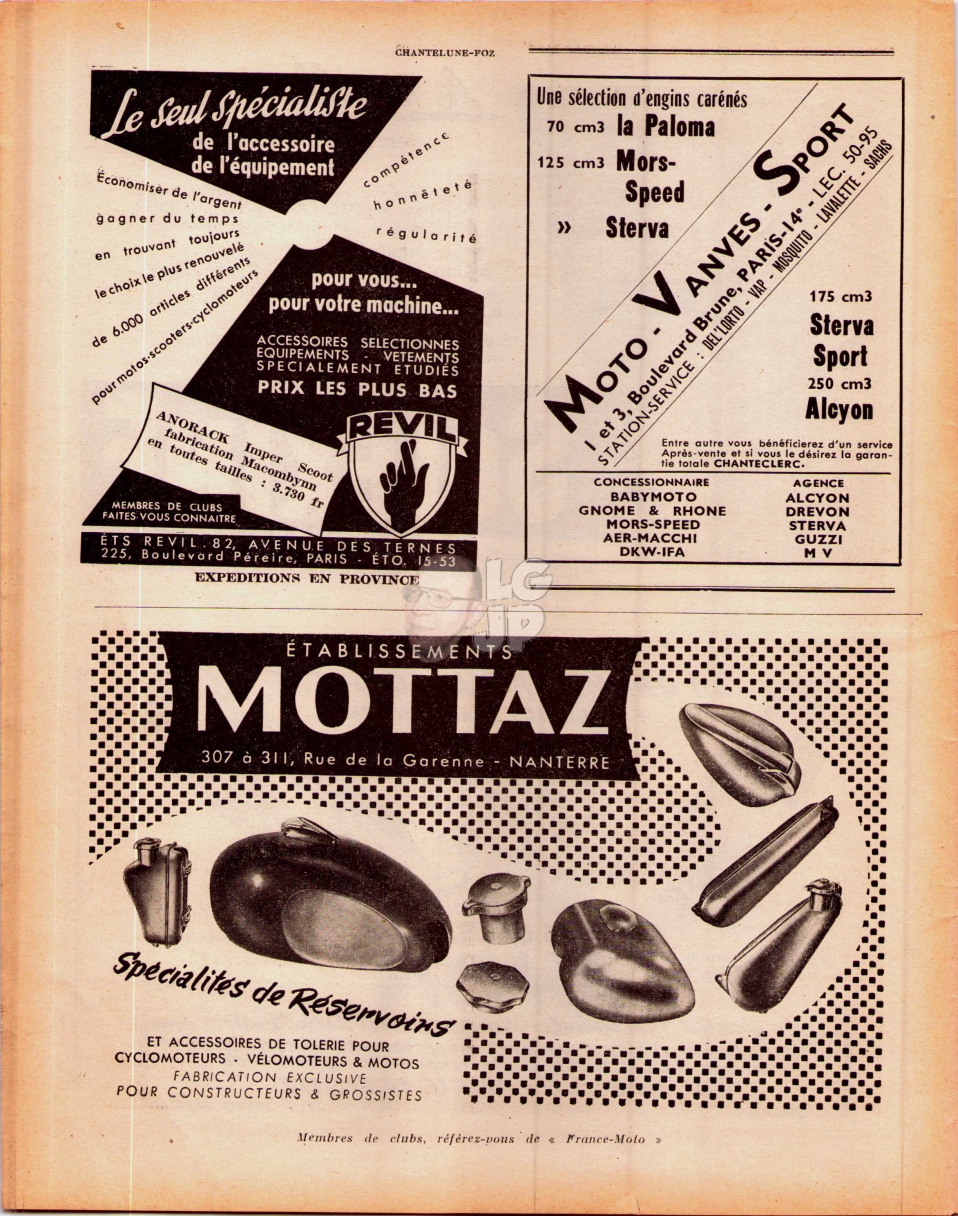 CHANTELUNE-FOZ
Le Seul Spécialiste
de l'accessoire
de l'équipement
Économiser de l'argent
gagner du temps
en trouvant toujours
le choix le plus renouvelé
de 6.000 articles différents
pour motos-scooters-cyclomoteurs
compétence
honnêteté
régularité
pour vous...
pour votre machine...
ACCESSOIRES SELECTIONNES
EQUIPEMENTS - VETEMENTS
SPECIALEMENT ETUDIÉS
PRIX LES PLUS BAS
REVIL
ANORACK Imper Scoot
fabrication Macombynn
en toutes tailles : 3.730 fr
MEMBRES DE CLUBS
FAITES-VOUS CONNAITRE
ÉTS REVIL. 82, AVENUE DES TERNES
225, Boulevard Péreire, PARIS - ÉTO. 15-53
EXPEDITIONS EN PROVINCE
Une sélection d'engins carénés
70 cm3 la Paloma
125 cm3 Mors-
Speed
» Sterva
MOTO - VANVES - SPORT
1 et 3, Boulevard Brune, PARIS-14e - LEC. 50-95
STATION-SERVICE : DEL'LORTO - VAP - MOSQUITO - LAVALETTE - SACHS
175 cm3
Sterva
Sport
250 cm3
Alcyon
Entre autre vous bénéficierez d'un service
Après-vente et si vous le désirez la garan-
tie totale CHANTECLERC.
CONCESSIONNAIRE
BABYMOTO
GNOME & RHONE
MORS-SPEED
AER-MACCHI
DKW-IFA
AGENCE
ALCYON
DREVON
STERVA
GUZZI
M V
LG
JD
ÉTABLISSEMENTS
MOTTAZ
307 à 311, Rue de la Garenne - NANTERRE
Spécialités de Réservoirs
ET ACCESSOIRES DE TOLERIE POUR
CYCLOMOTEURS - VÉLOMOTEURS & MOTOS
FABRICATION EXCLUSIVE
POUR CONSTRUCTEURS & GROSSISTES
Membres de clubs, référez-vous de « France-Moto »